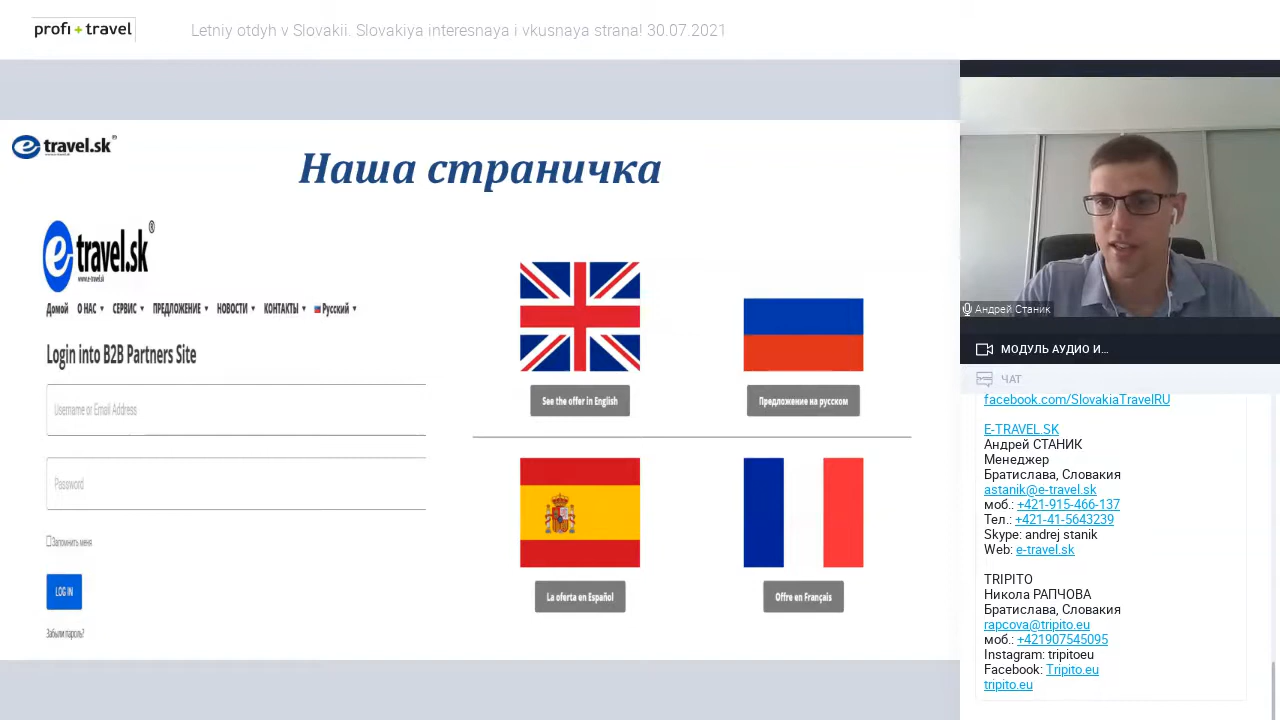 profi + travel
Letniy otdyh v Slovakii. Slovakiya interesnaya i vkusnaya strana! 30.07.2021
e travel.sk®
Наша страничка
e travel.sk®
www.e-travel.sk
Домой О НАС СЕРВИС ПРЕДЛОЖЕНИЕ НОВОСТИ КОНТАКТЫ Русский
Login into B2B Partners Site
Username or Email Address
Password
Запомнить меня
LOG IN
Забыли пароль?
See the offer in English
Предложение на русском
La oferta en Español
Offre en Français
Андрей Станик
МОДУЛЬ АУДИО И...
ЧАТ
facebook.com/SlovakiaTravelRU
E-TRAVEL.SK
Андрей СТАНИК
Менеджер
Братислава, Словакия
astanik@e-travel.sk
моб.: +421-915-466-137
Тел.: +421-41-5643239
Skype: andrej stanik
Web: e-travel.sk
TRIPITO
Никола РАПЧОВА
Братислава, Словакия
rapcova@tripito.eu
моб.: +421907545095
Instagram: tripitoeu
Facebook: Tripito.eu
tripito.eu